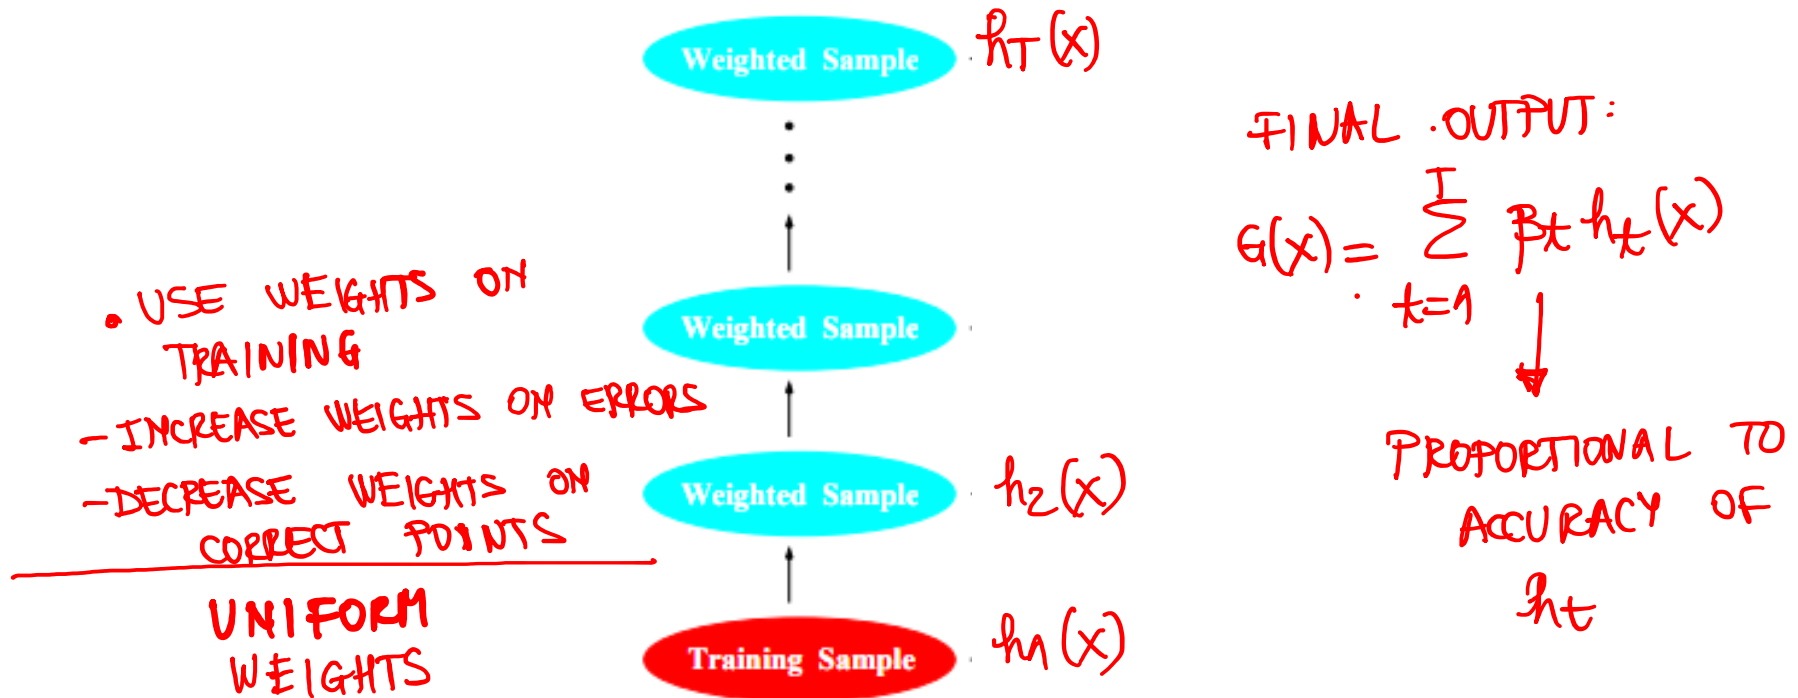 Weighted Sample
hT(x)
FINAL OUTPUT:
G(x) = T Σ t=1 βt ht(x)
• USE WEIGHTS ON
TRAINING
- INCREASE WEIGHTS ON ERRORS
- DECREASE WEIGHTS ON
CORRECT POINTS
UNIFORM
WEIGHTS
Weighted Sample
Weighted Sample
h2(x)
Training Sample
h1(x)
PROPORTIONAL TO
ACCURACY OF
ht